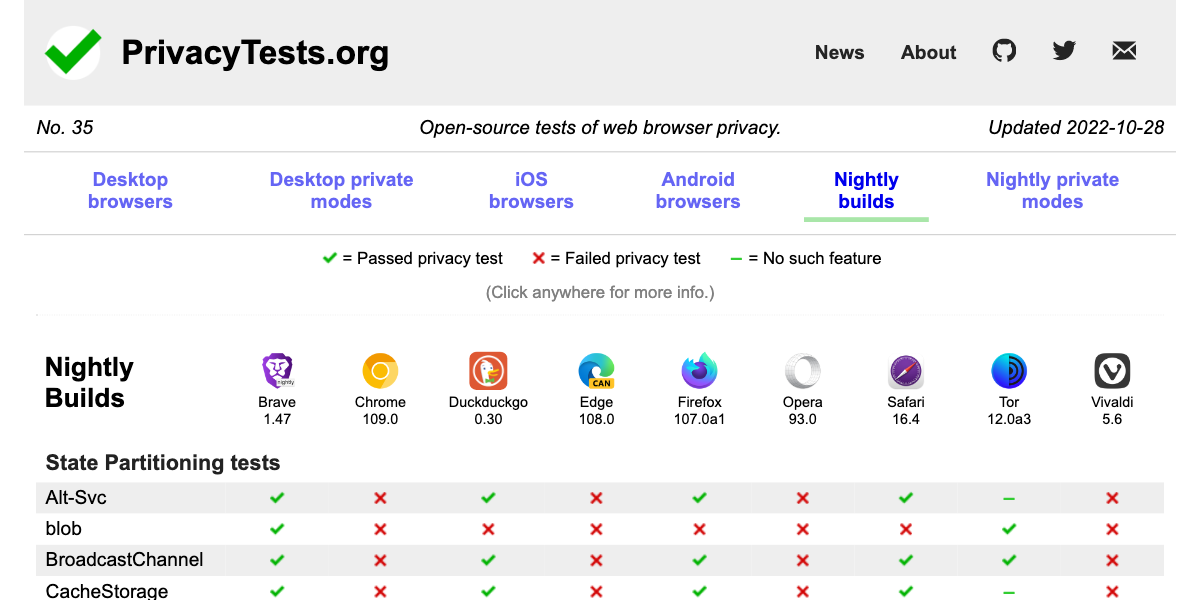 PrivacyTests.org
News About
No. 35 Open-source tests of web browser privacy. Updated 2022-10-28
Desktop browsers Desktop private modes iOS browsers Android browsers Nightly builds Nightly private modes
✓ = Passed privacy test ✗ = Failed privacy test – = No such feature
(Click anywhere for more info.)
Nightly Builds
nightly CAN
Brave Chrome Duckduckgo Edge Firefox Opera Safari Tor Vivaldi
1.47 109.0 0.30 108.0 107.0a1 93.0 16.4 12.0a3 5.6
State Partitioning tests
Alt-Svc ✓ ✗ ✓ ✗ ✓ ✗ ✓ – ✗
blob ✓ ✗ ✗ ✗ ✗ ✗ ✗ ✓ ✗
BroadcastChannel ✓ ✗ ✓ ✗ ✓ ✗ ✓ ✓ ✗
CacheStorage ✓ ✗ ✓ ✗ ✓ ✗ ✓ – ✗